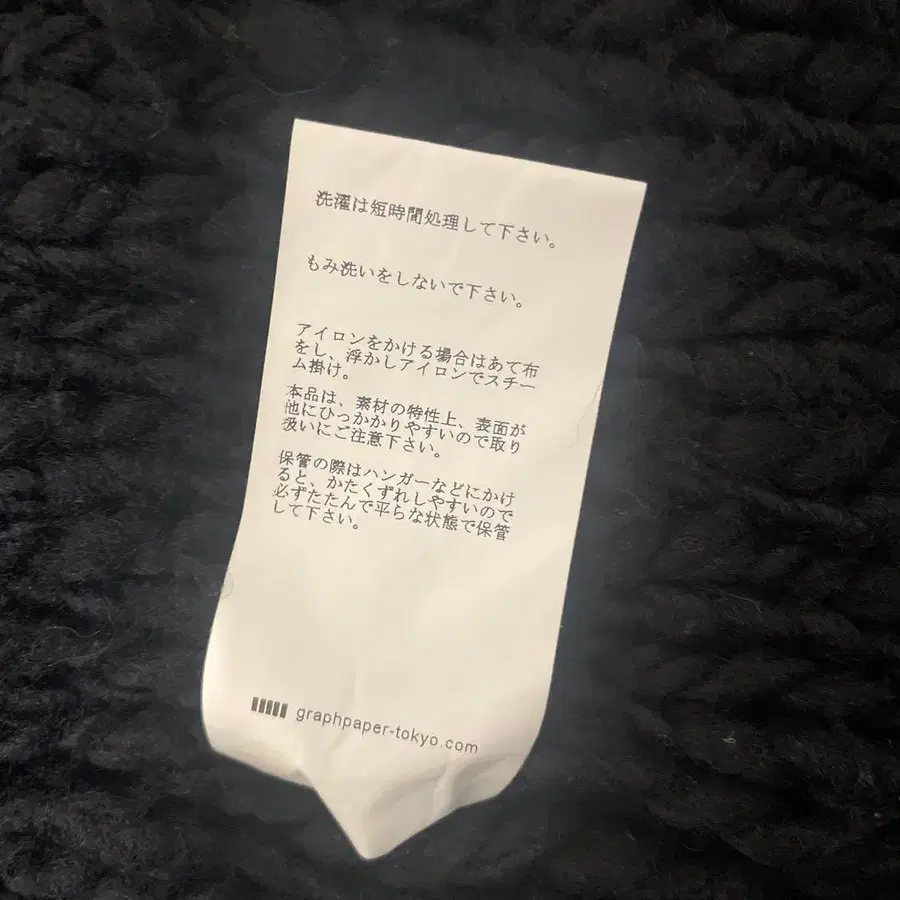 洗濯は短時間処理して下さい。
もみ洗いをしないで下さい。
アイロンをかける場合はあて布
をし、浮かしアイロンでスチー
ム掛け。
本品は、素材の特性上、表面が
他にひっかかりやすいので取り
扱いにご注意下さい。
保管の際はハンガーなどにかけ
ると、かたくずれしやすいので
必ずたたんで平らな状態で保管
して下さい。
graphpaper-tokyo.com